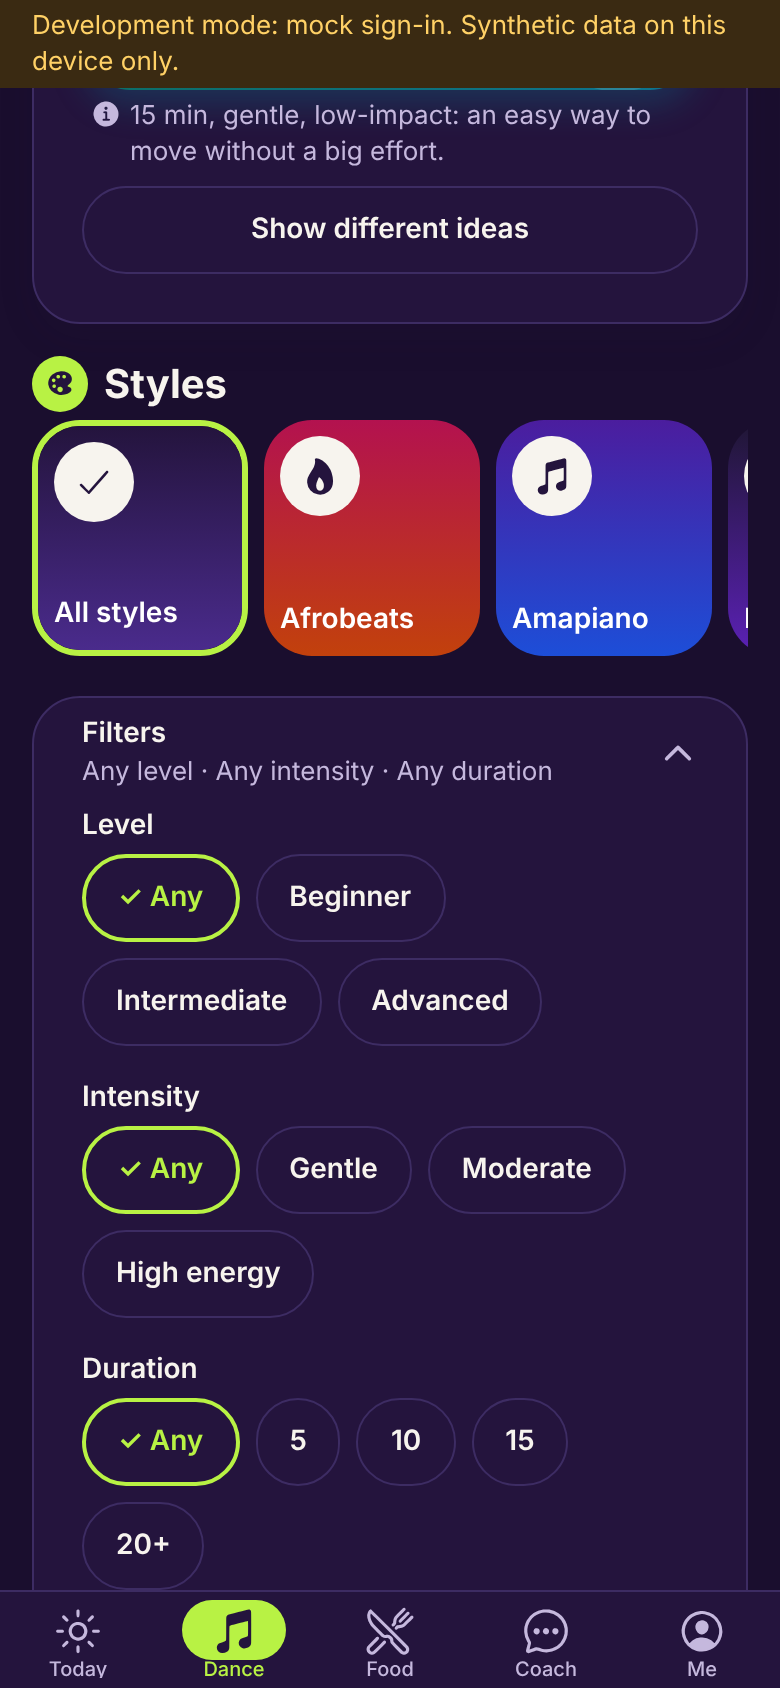 Development mode: mock sign-in. Synthetic data on this
device only.
15 min, gentle, low-impact: an easy way to
move without a big effort.
Show different ideas
Styles
All styles
Afrobeats
Amapiano
Filters
Any level · Any intensity · Any duration
Level
Any
Beginner
Intermediate
Advanced
Intensity
Any
Gentle
Moderate
High energy
Duration
Any
5
10
15
20+
Today
Dance
Food
Coach
Me